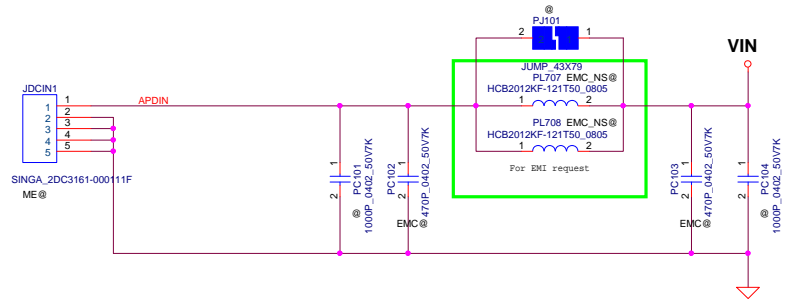 @
PJ101
2 1
2 1
VIN
JUMP_43X79
PL707 EMC_NS@
HCB2012KF-121T50_0805
1 2
PL708 EMC_NS@
HCB2012KF-121T50_0805
1 2
For EMI request
JDCIN1
1 1
2 2
3 3
4 4
5 5
APDIN
SINGA_2DC3161-000111F
ME@
1
2
PC101
1000P_0402_50V7K
@
1
2
PC102
470P_0402_50V7K
EMC@
1
2
PC103
470P_0402_50V7K
EMC@
1
2
PC104
1000P_0402_50V7K
@